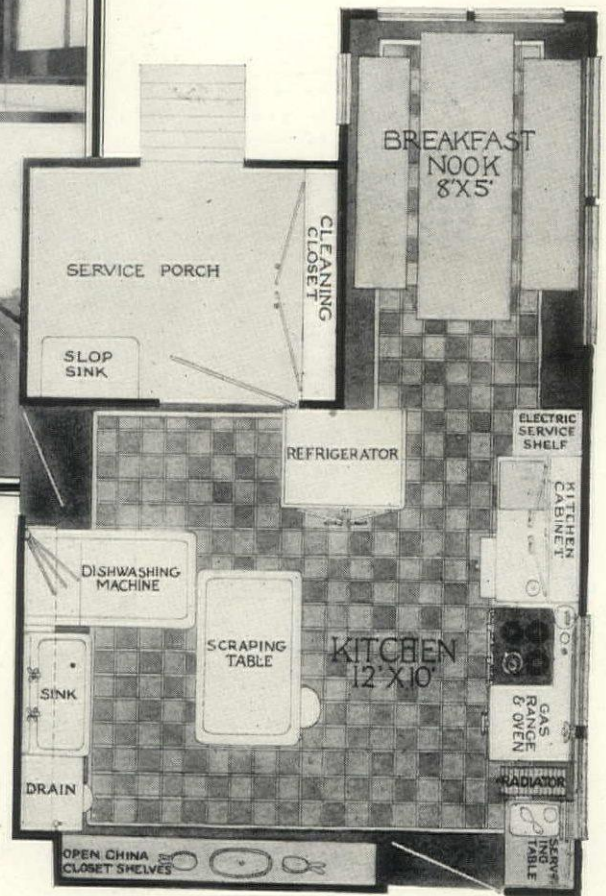 BREAKFAST
NOOK
8'X5'
SERVICE PORCH
CLEANING
CLOSET
SLOP
SINK
ELECTRIC
SERVICE
SHELF
REFRIGERATOR
KITCHEN
CABINET
DISHWASHING
MACHINE
SCRAPING
TABLE
KITCHEN
12'X10'
SINK
GAS
RANGE
& OVEN
DRAIN
RADIATOR
SERV-
ING
TABLE
OPEN CHINA
CLOSET SHELVES